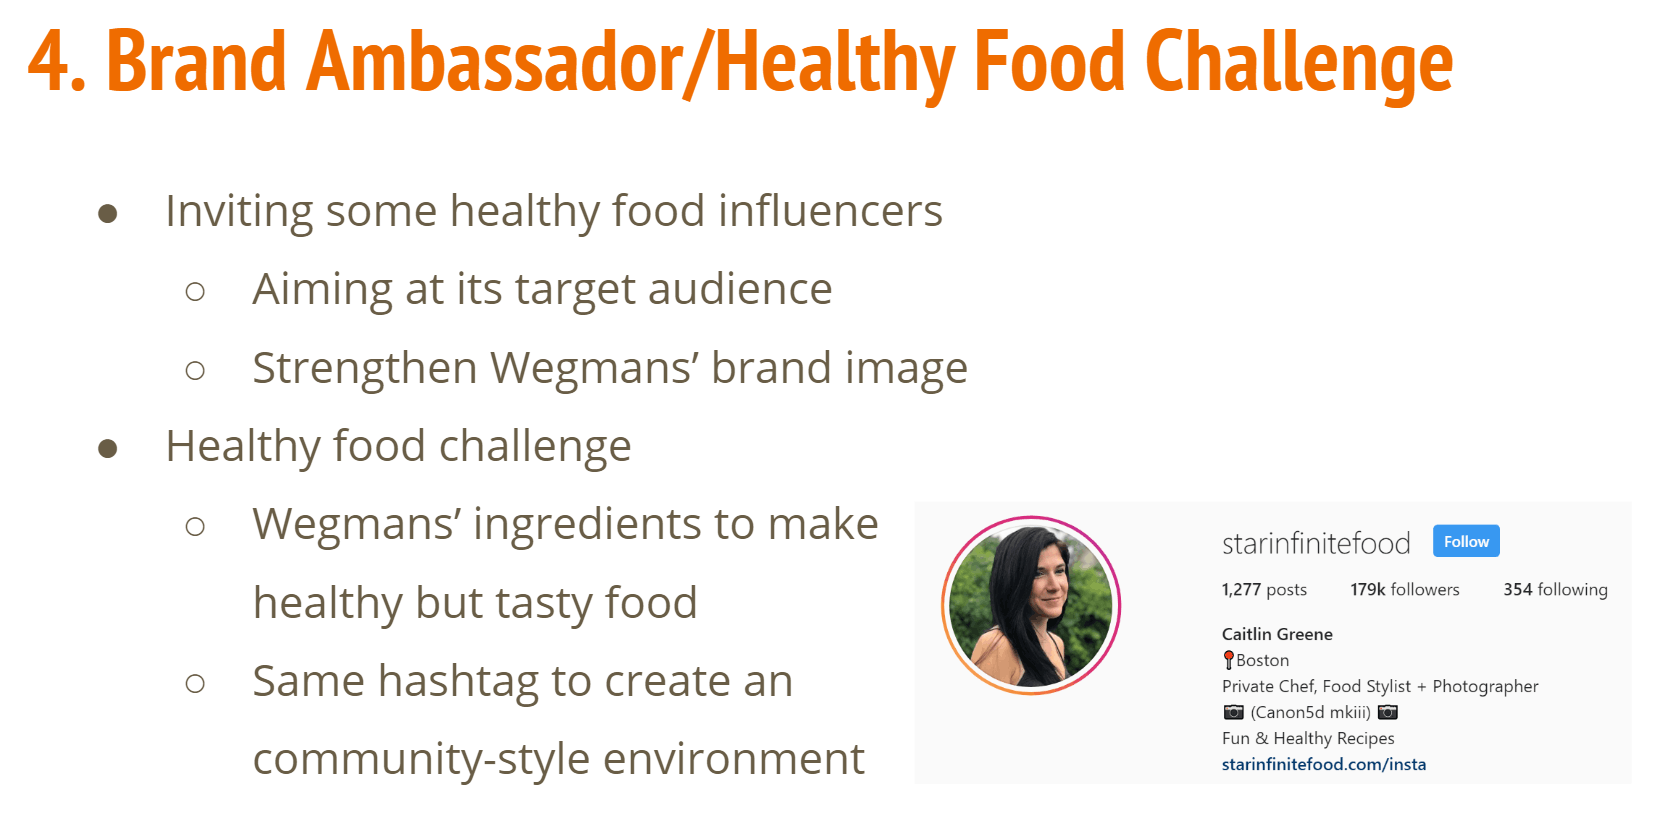 4. Brand Ambassador/Healthy Food Challenge
● Inviting some healthy food influencers
○ Aiming at its target audience
○ Strengthen Wegmans’ brand image
● Healthy food challenge
○ Wegmans’ ingredients to make
healthy but tasty food
○ Same hashtag to create an
community-style environment
starinfinitefood Follow
1,277 posts 179k followers 354 following
Caitlin Greene
📍Boston
Private Chef, Food Stylist + Photographer
📷 (Canon5d mkiii) 📷
Fun & Healthy Recipes
starinfinitefood.com/insta